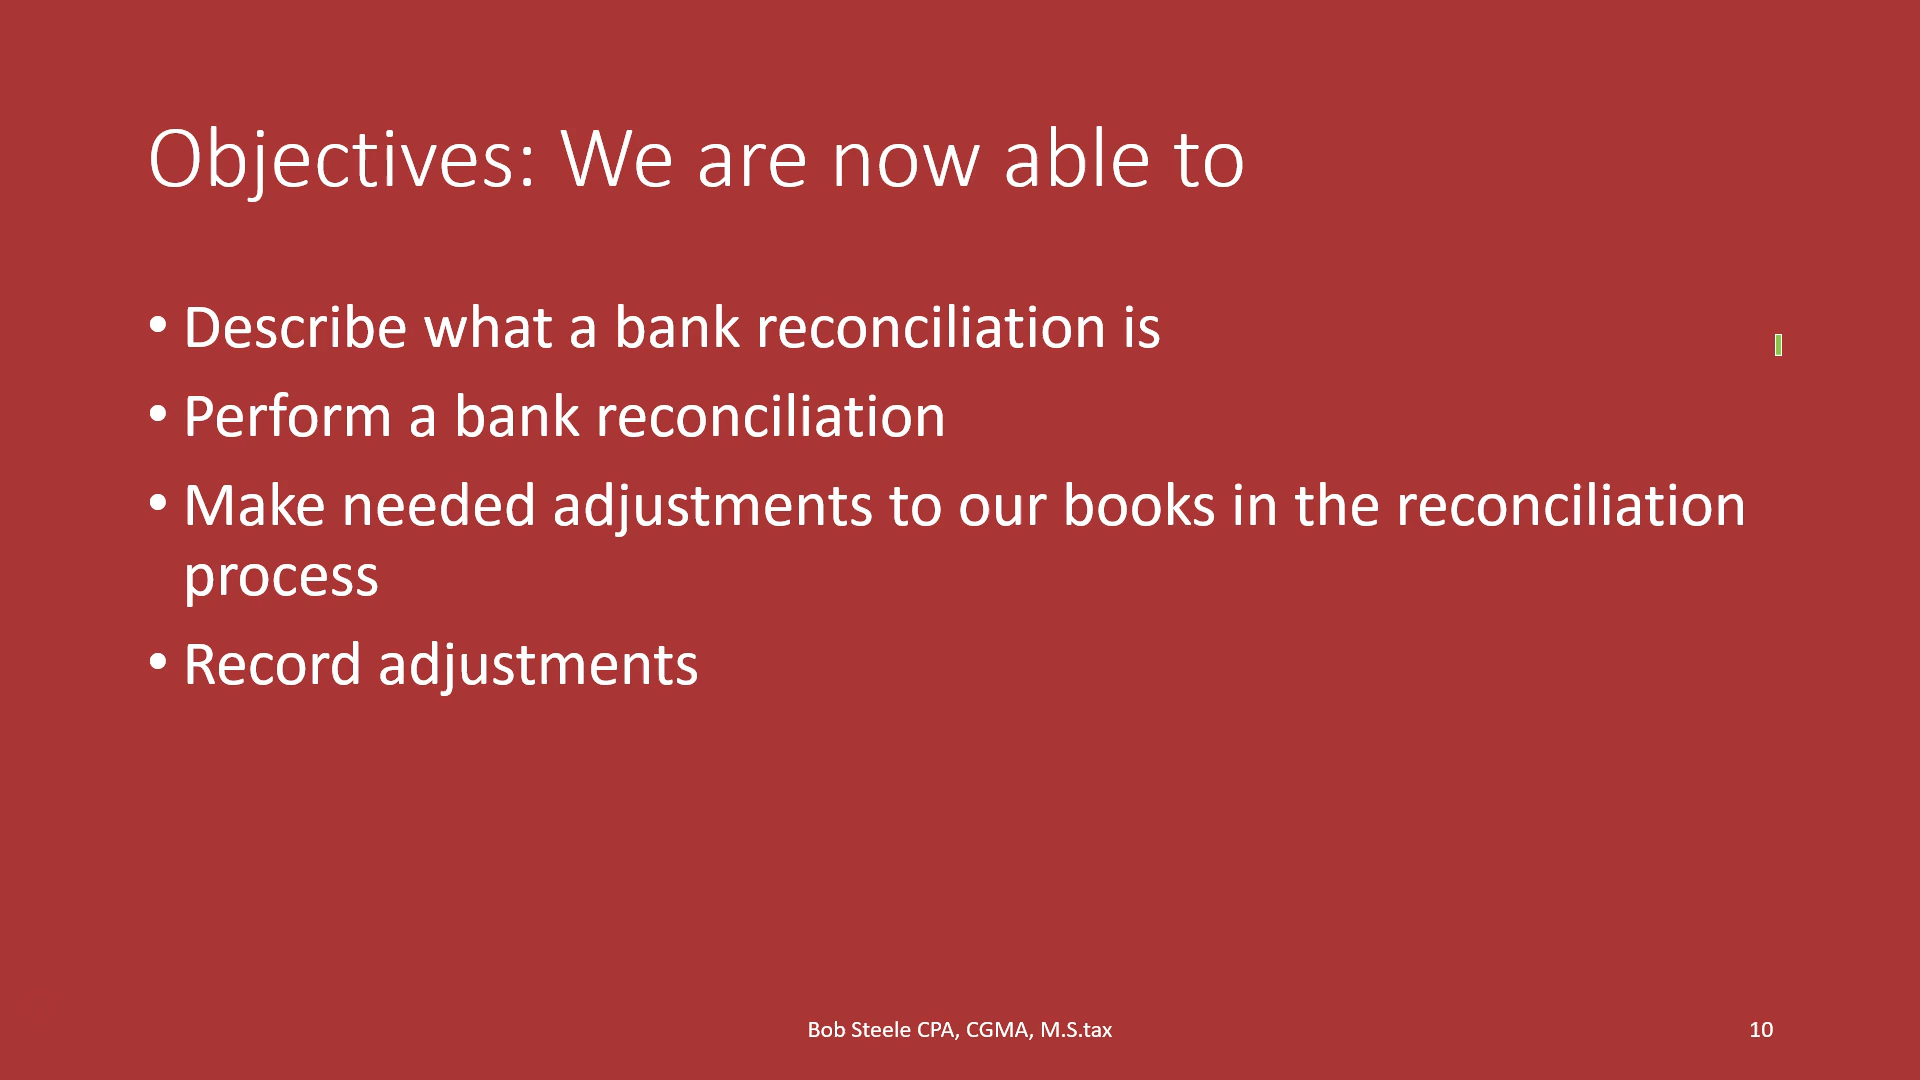 Objectives: We are now able to
• Describe what a bank reconciliation is
• Perform a bank reconciliation
• Make needed adjustments to our books in the reconciliation
process
• Record adjustments
Bob Steele CPA, CGMA, M.S.tax
10